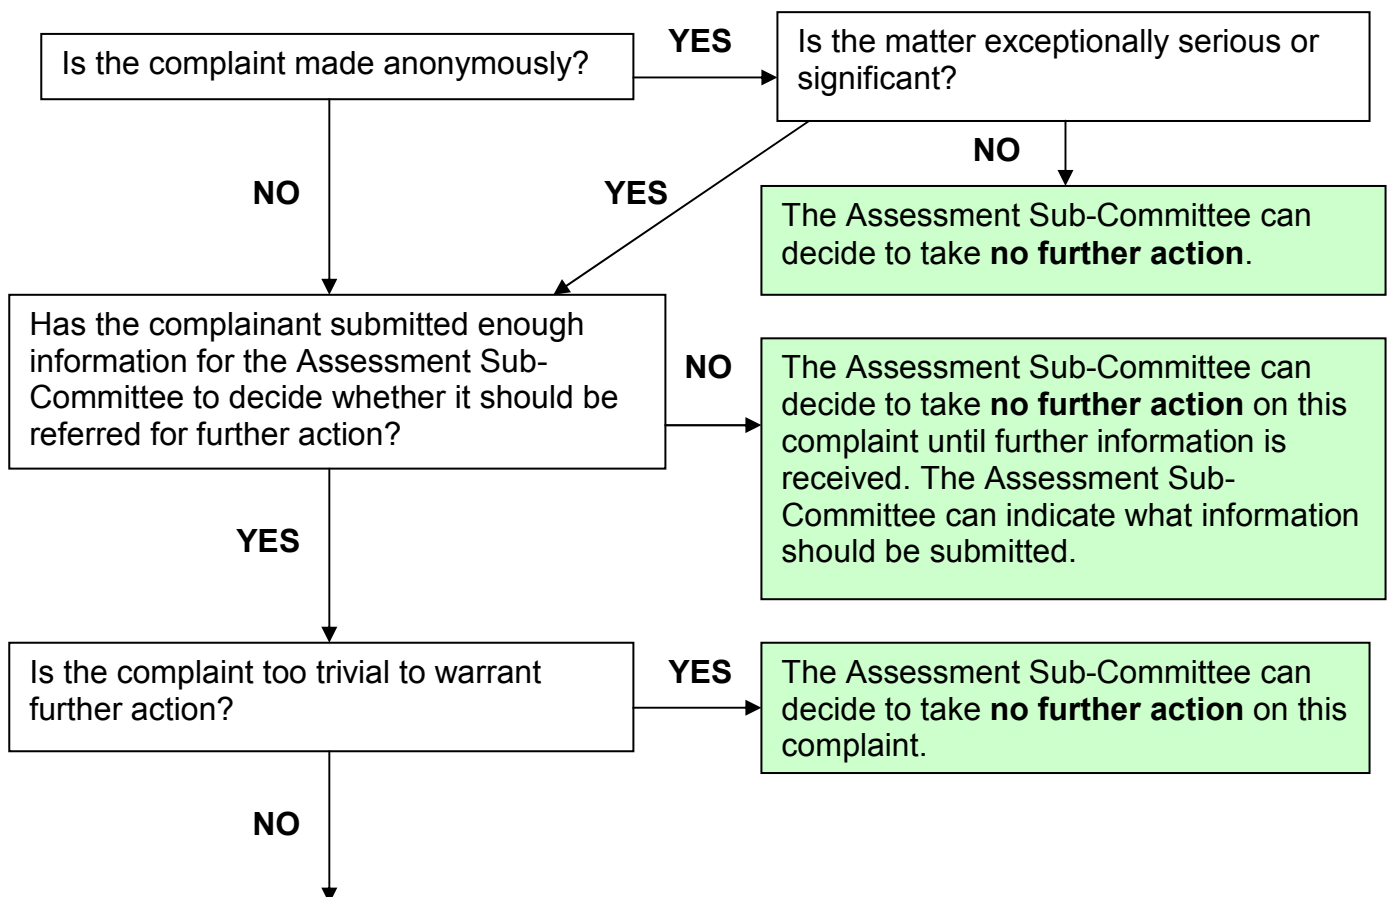 Is the complaint made anonymously?
YES
Is the matter exceptionally serious or
significant?
NO
YES
NO
The Assessment Sub-Committee can
decide to take no further action.
Has the complainant submitted enough
information for the Assessment Sub-
Committee to decide whether it should be
referred for further action?
NO
The Assessment Sub-Committee can
decide to take no further action on this
complaint until further information is
received. The Assessment Sub-
Committee can indicate what information
should be submitted.
YES
Is the complaint too trivial to warrant
further action?
YES
The Assessment Sub-Committee can
decide to take no further action on this
complaint.
NO